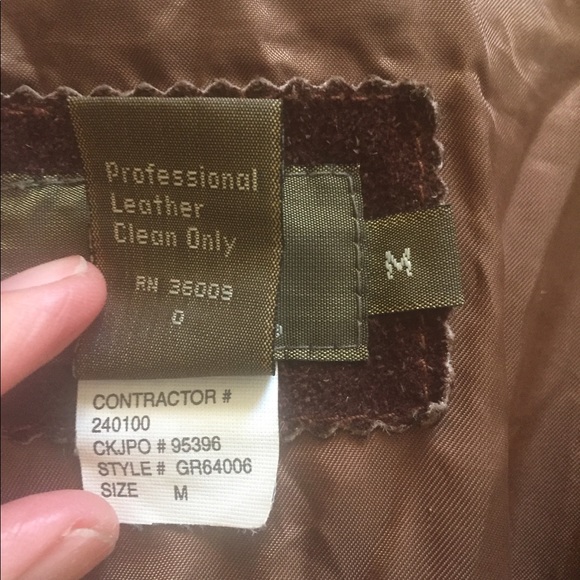 Professional
Leather
Clean Only
RN 36009
0
M
CONTRACTOR #
240100
CKJPO # 95396
STYLE # GR64006
SIZE M